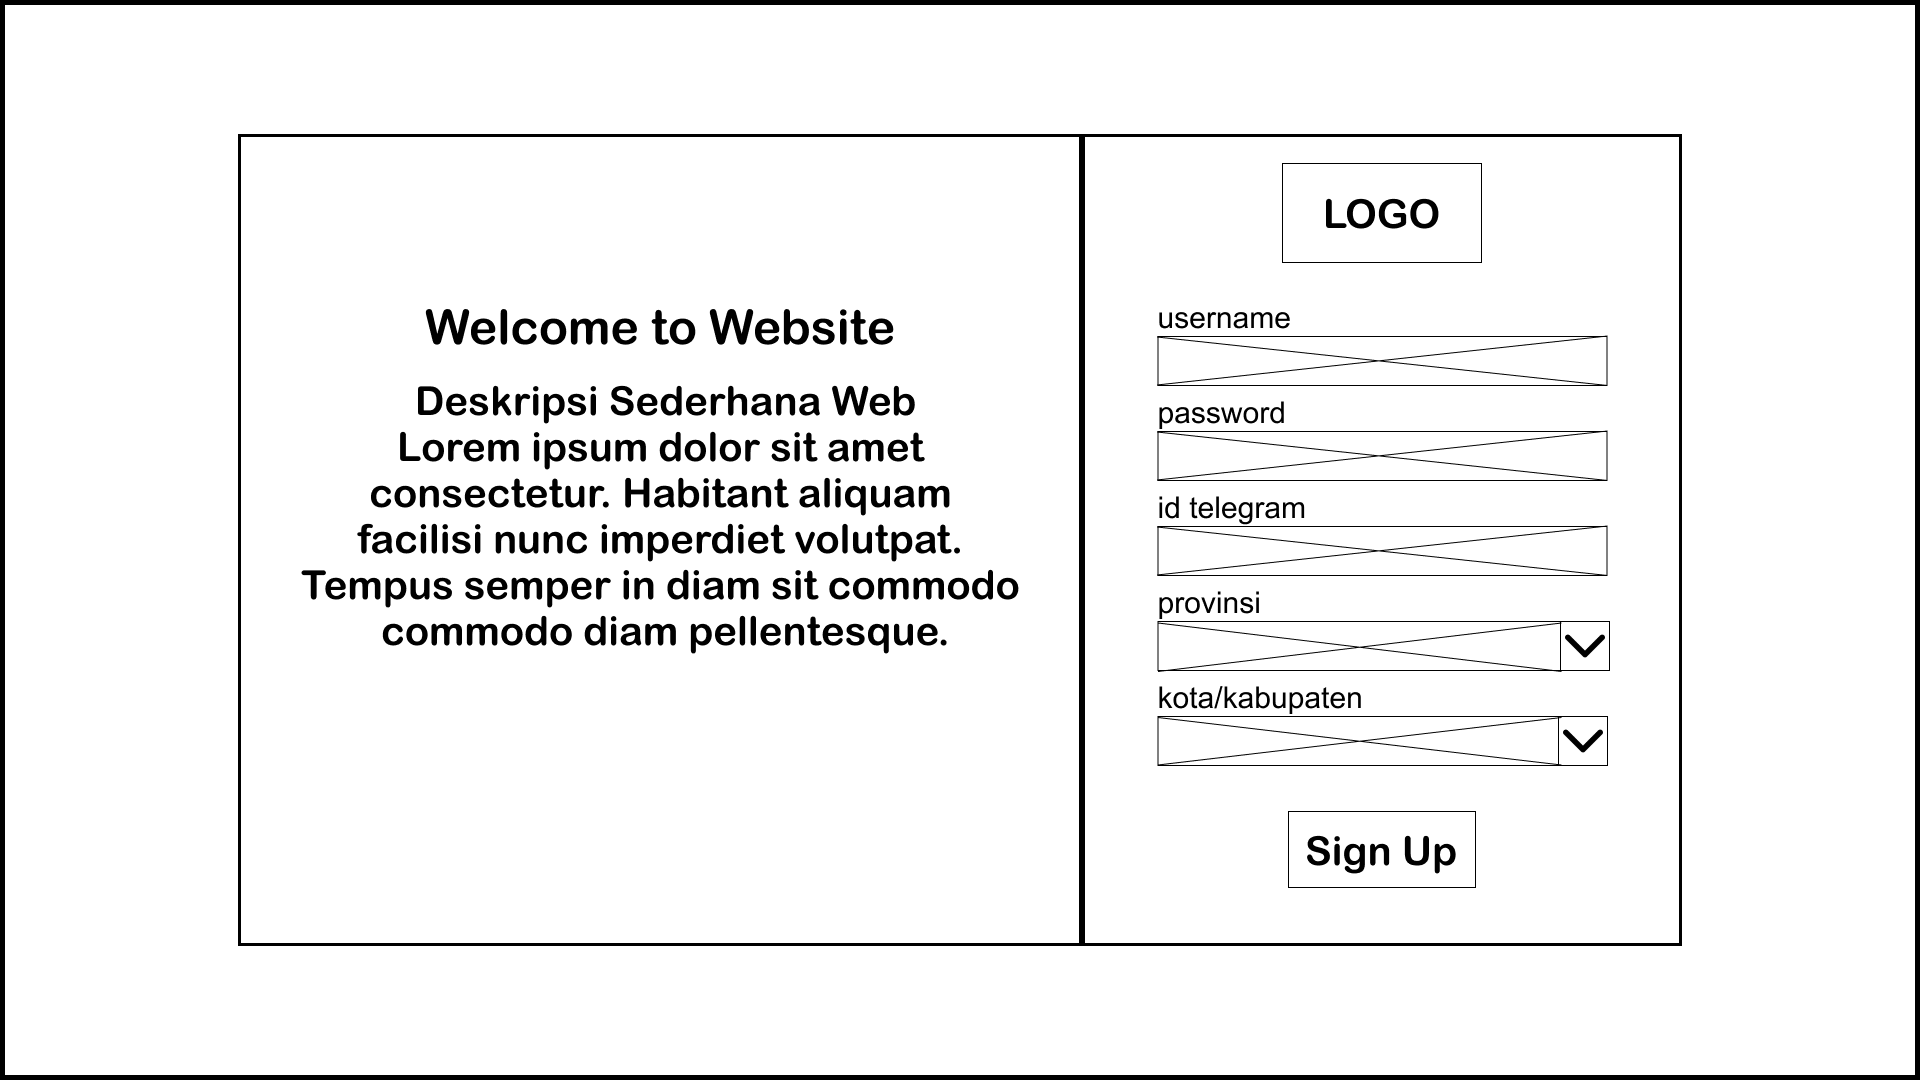 Welcome to Website
Deskripsi Sederhana Web
Lorem ipsum dolor sit amet
consectetur. Habitant aliquam
facilisi nunc imperdiet volutpat.
Tempus semper in diam sit commodo
commodo diam pellentesque.
LOGO
username
password
id telegram
provinsi
kota/kabupaten
Sign Up